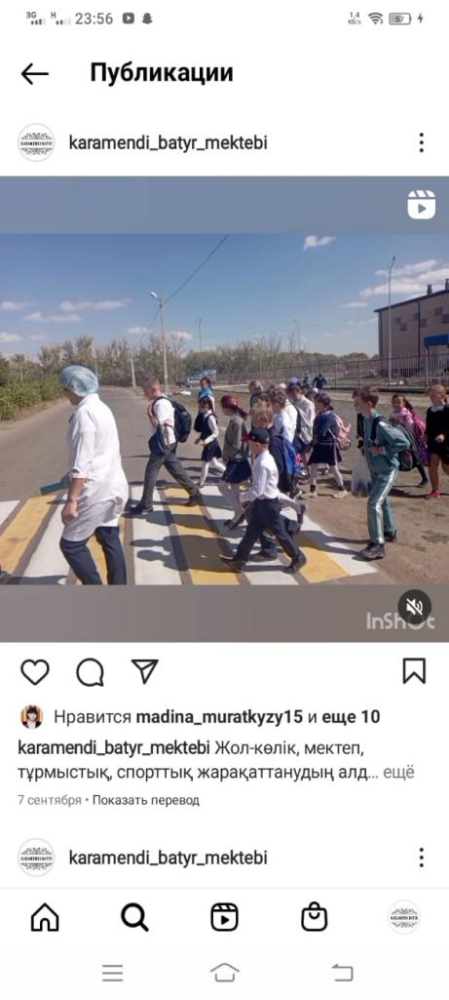 3G H 23:56 1,4 КБ/s 57
Публикации
karamendi_batyr_mektebi
InShot
Нравится madina_muratkyzy15 и еще 10
karamendi_batyr_mektebi Жол-көлік, мектеп,
тұрмыстық, спорттық жарақаттанудың алд... ещё
7 сентября • Показать перевод
karamendi_batyr_mektebi